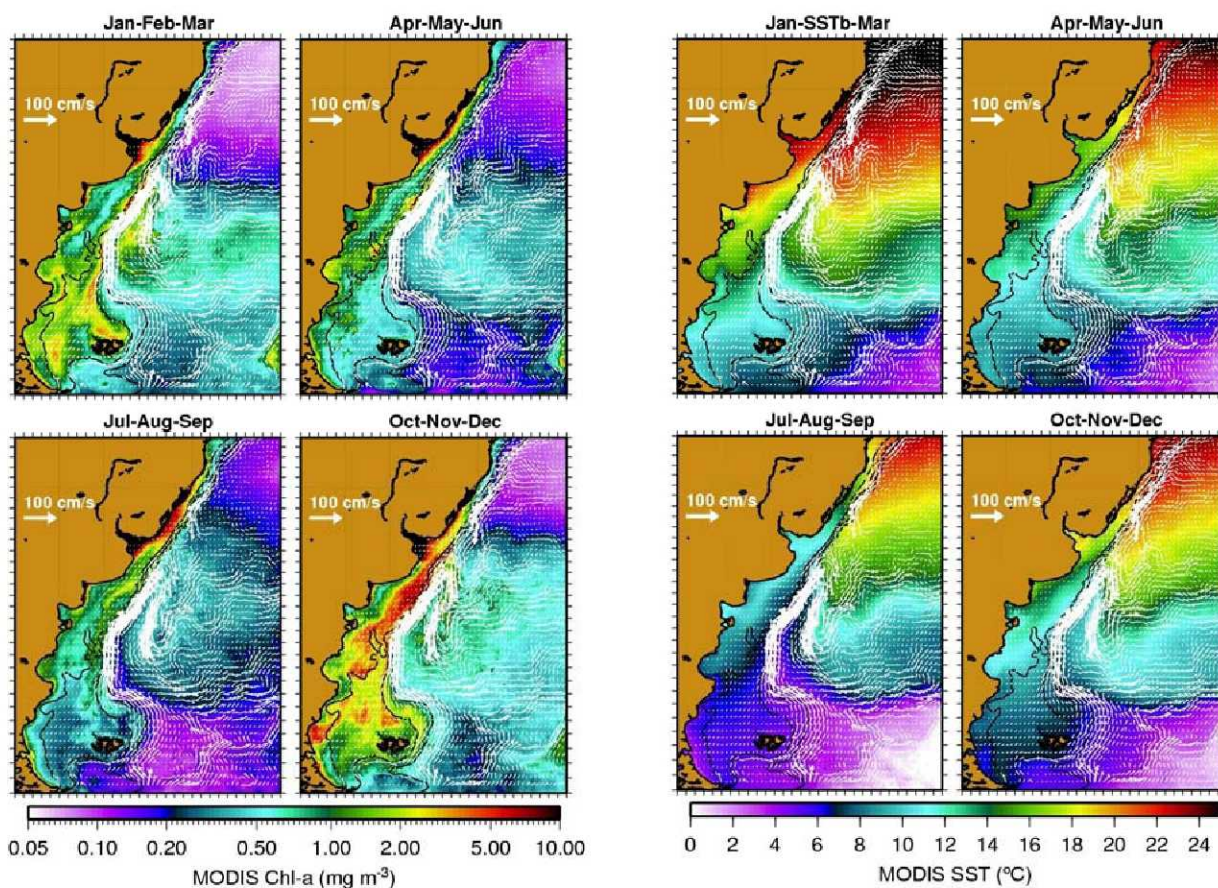 Jan-Feb-Mar
Apr-May-Jun
Jan-SSTb-Mar
Apr-May-Jun
100 cm/s
100 cm/s
100 cm/s
100 cm/s
Jul-Aug-Sep
Oct-Nov-Dec
Jul-Aug-Sep
Oct-Nov-Dec
100 cm/s
100 cm/s
100 cm/s
100 cm/s
0.05 0.10 0.20 0.50 1.00 2.00 5.00 10.00
MODIS Chl-a (mg m⁻³)
0 2 4 6 8 10 12 14 16 18 20 22 24
MODIS SST (ºC)